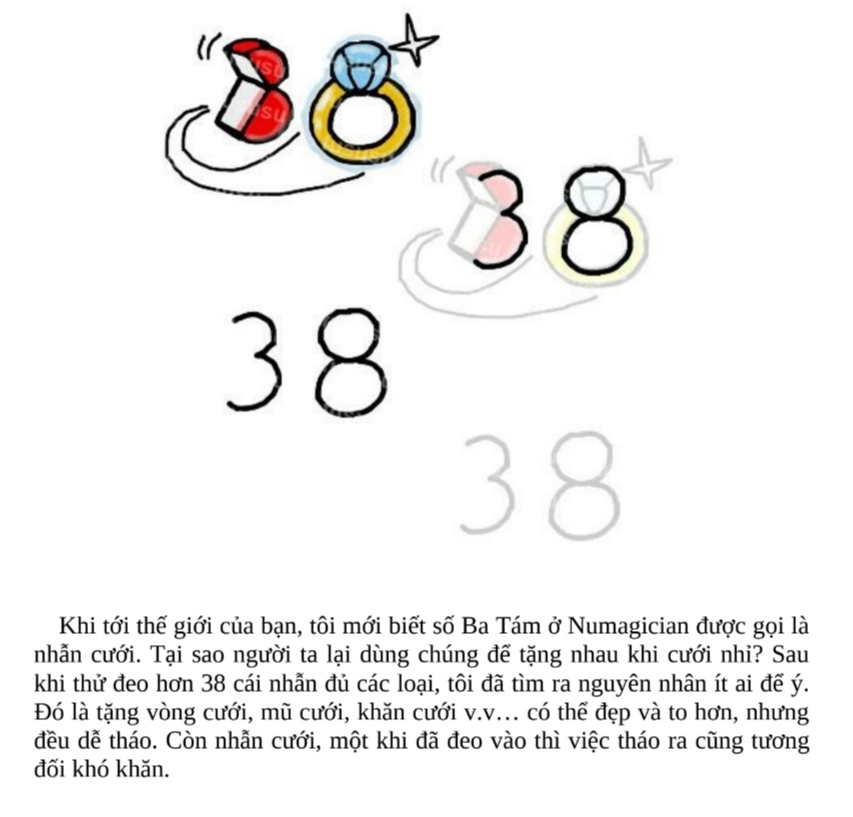 38
38
38
38
Khi tới thế giới của bạn, tôi mới biết số Ba Tám ở Numagician được gọi là
nhẫn cưới. Tại sao người ta lại dùng chúng để tặng nhau khi cưới nhỉ? Sau
khi thử đeo hơn 38 cái nhẫn đủ các loại, tôi đã tìm ra nguyên nhân ít ai để ý.
Đó là tặng vòng cưới, mũ cưới, khăn cưới v.v… có thể đẹp và to hơn, nhưng
đều dễ tháo. Còn nhẫn cưới, một khi đã đeo vào thì việc tháo ra cũng tương
đối khó khăn.